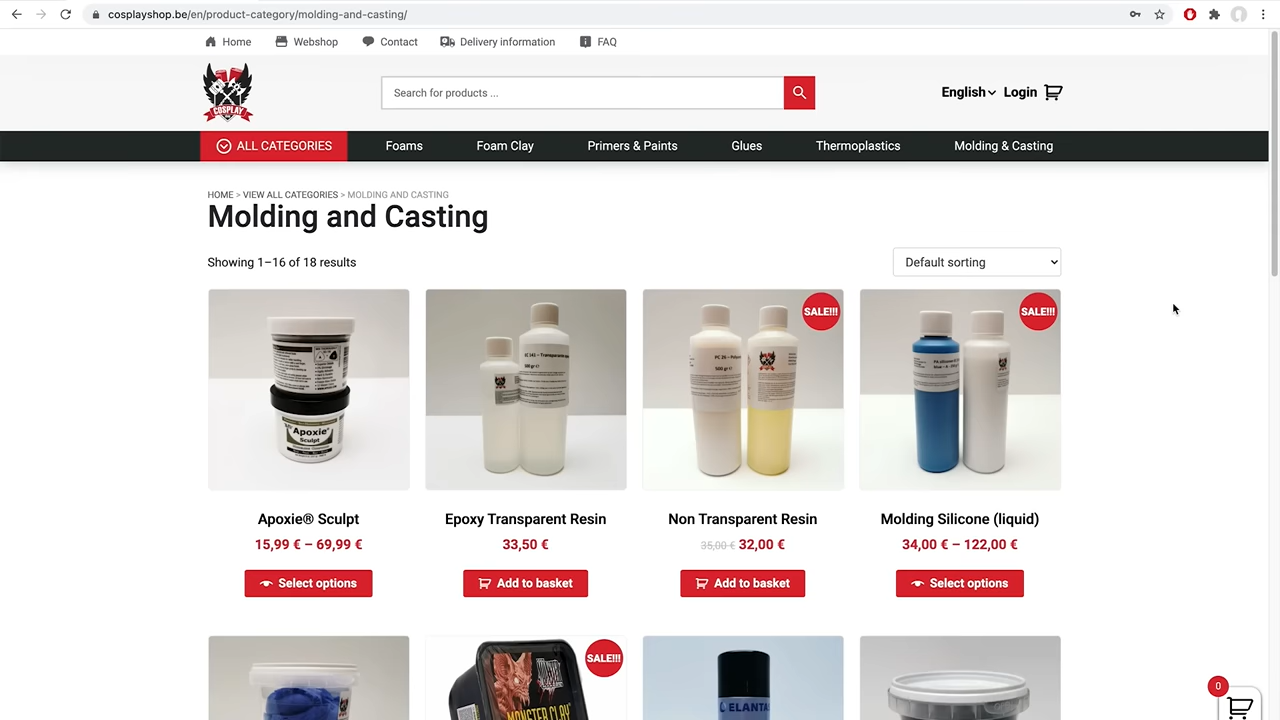 cosplayshop.be/en/product-category/molding-and-casting/
Home Webshop Contact Delivery information FAQ
COSPLAY
Search for products ...
English Login
ALL CATEGORIES Foams Foam Clay Primers & Paints Glues Thermoplastics Molding & Casting
HOME > VIEW ALL CATEGORIES > MOLDING AND CASTING
Molding and Casting
Showing 1–16 of 18 results
Default sorting
SALE!!!
SALE!!!
Apoxie®
Sculpt
500 gr
Apoxie® Sculpt
15,99 € – 69,99 €
Select options
Epoxy Transparent Resin
33,50 €
Add to basket
Non Transparent Resin
35,00 € 32,00 €
Add to basket
Molding Silicone (liquid)
34,00 € – 122,00 €
Select options
SALE!!!
MONSTER CLAY
ELANTAS
0